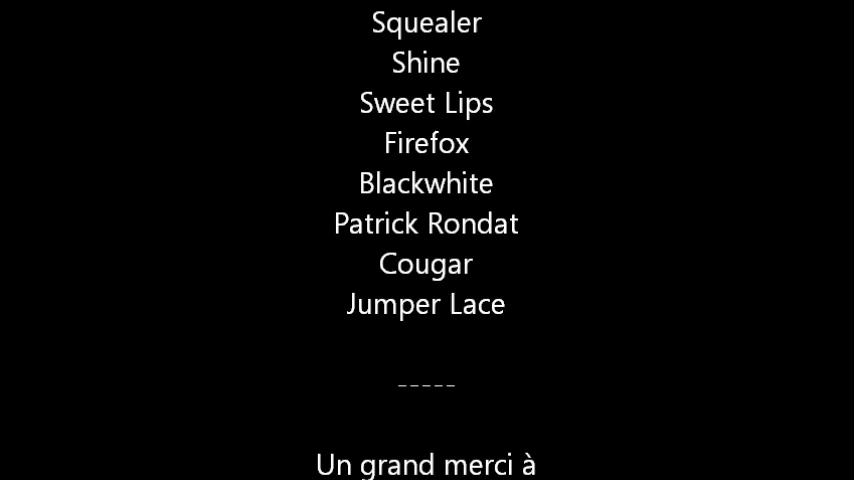 Squealer
Shine
Sweet Lips
Firefox
Blackwhite
Patrick Rondat
Cougar
Jumper Lace
-----
Un grand merci à